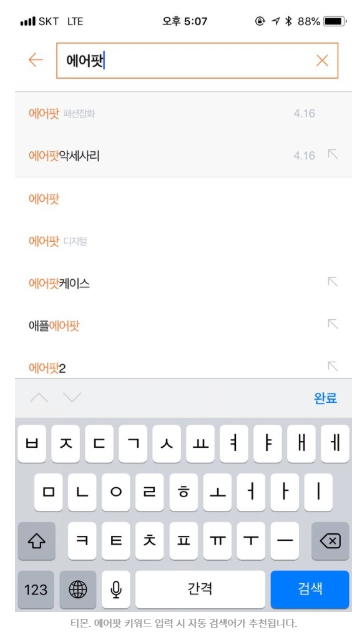 SKT LTE 오후 5:07 88%
에어팟
에어팟 패션잡화 4.16
에어팟악세사리 4.16
에어팟
에어팟 디지털
에어팟케이스
애플에어팟
에어팟2
완료
ㅂ ㅈ ㄷ ㄱ ㅅ ㅛ ㅕ ㅑ ㅐ ㅔ
ㅁ ㄴ ㅇ ㄹ ㅎ ㅗ ㅓ ㅏ ㅣ
ㅋ ㅌ ㅊ ㅍ ㅠ ㅜ ㅡ
123 간격 검색
티몬. 에어팟 키워드 입력 시 자동 검색어가 추천됩니다.